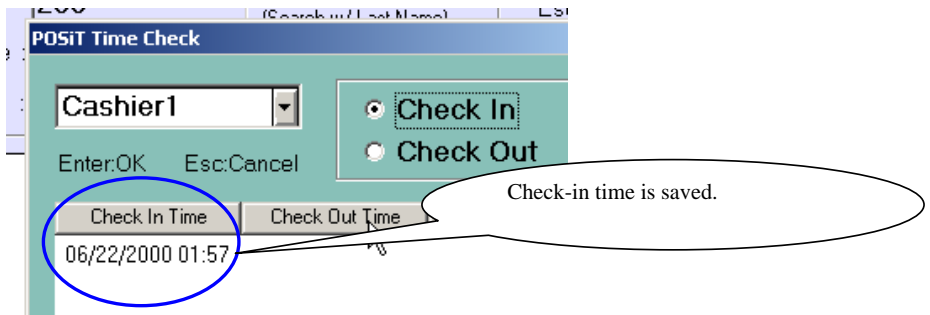 200
(Search w/ Last Name)
POSiT Time Check
Cashier1
Check In
Check Out
Enter:OK Esc:Cancel
Check-in time is saved.
Check In Time Check Out Time
06/22/2000 01:57